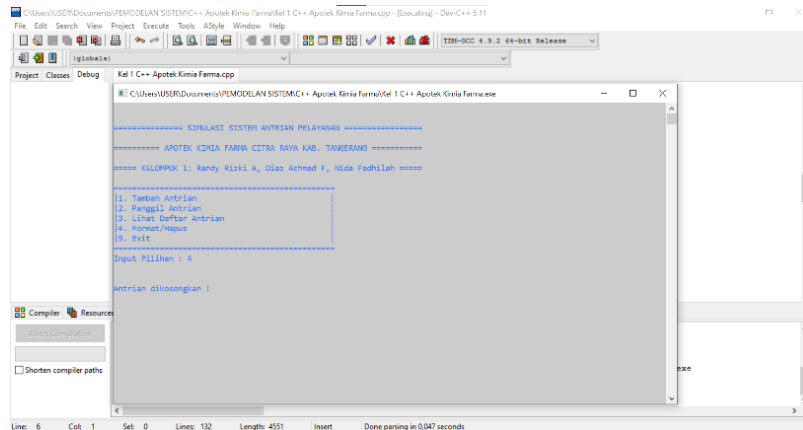 C:\Users\USER\Documents\PEMODELAN SISTEM\C++ Apotek Kimia Farma\Kel 1 C++ Apotek Kimia Farma.cpp - [Executing] - Dev-C++ 5.11
File Edit Search View Project Execute Tools AStyle Window Help
TDM-GCC 4.9.2 64-bit Release
(globals)
Project Classes Debug Kel 1 C++ Apotek Kimia Farma.cpp
C:\Users\USER\Documents\PEMODELAN SISTEM\C++ Apotek Kimia Farma\Kel 1 C++ Apotek Kimia Farma.exe
=============== SIMULASI SISTEM ANTRIAN PELAYANAN =================
========== APOTEK KIMIA FARMA CITRA RAYA KAB. TANGERANG ===========
===== KELOMPOK 1: Randy Rizki A, Diaz Achmad F, Nida Fadhilah =====
================================================
|1. Tambah Antrian |
|2. Panggil Antrian |
|3. Lihat Daftar Antrian |
|4. Format/Hapus |
|5. Exit |
================================================
Input Pilihan : 4
Antrian dikosongkan !
Compiler Resources
Abort Compilation
Shorten compiler paths
exe
Line: 6 Col: 1 Sel: 0 Lines: 132 Length: 4551 Insert Done parsing in 0,047 seconds